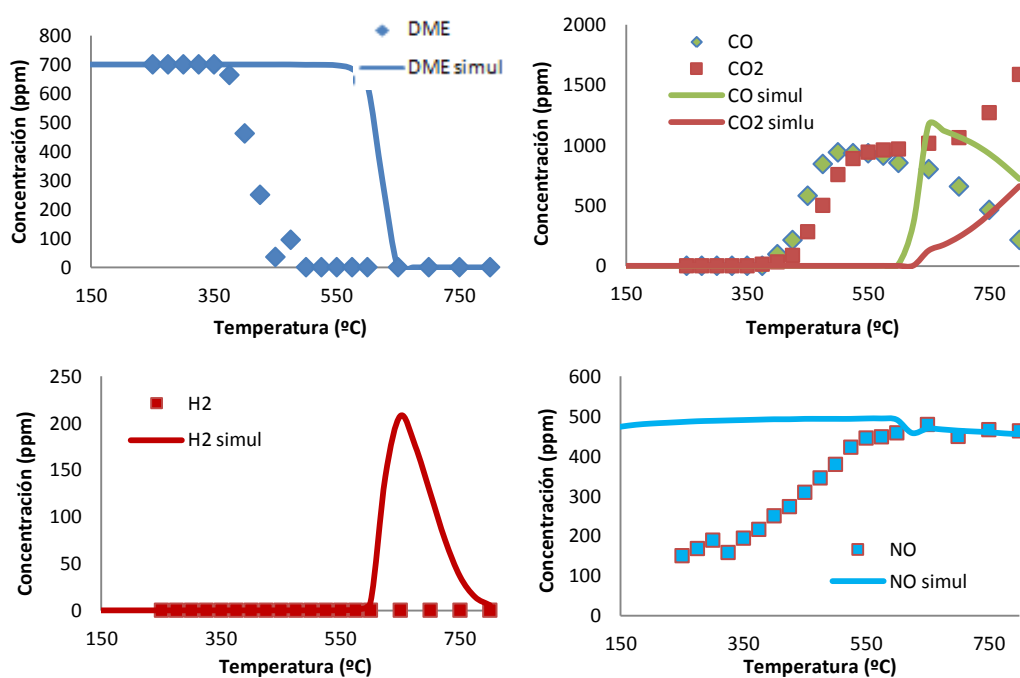 800
700
600
500
400
300
200
100
0
Concentración (ppm)
DME
DME simul
150
350
550
750
Temperatura (ºC)
2000
1500
1000
500
0
Concentración (ppm)
CO
CO2
CO simul
CO2 simlu
150
350
550
750
Temperatura (ºC)
250
200
150
100
50
0
Concentración (ppm)
H2
H2 simul
150
350
550
750
Temperatura (ºC)
600
500
400
300
200
100
0
Concentración (ppm)
NO
NO simul
150
350
550
750
Temperatura (ºC)